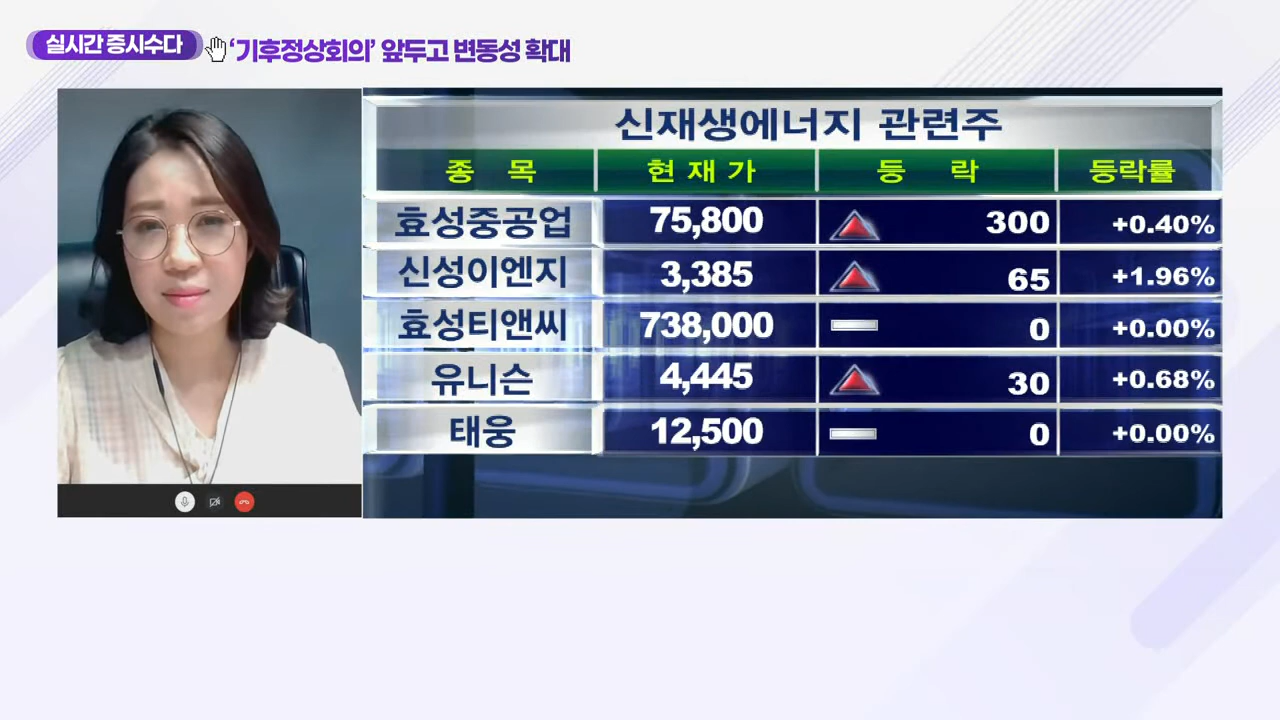 실시간 증시수다 '기후정상회의' 앞두고 변동성 확대
신재생에너지 관련주
종 목 현 재 가 등 락 등락률
효성중공업 75,800 300 +0.40%
신성이엔지 3,385 65 +1.96%
효성티앤씨 738,000 0 +0.00%
유니슨 4,445 30 +0.68%
태웅 12,500 0 +0.00%